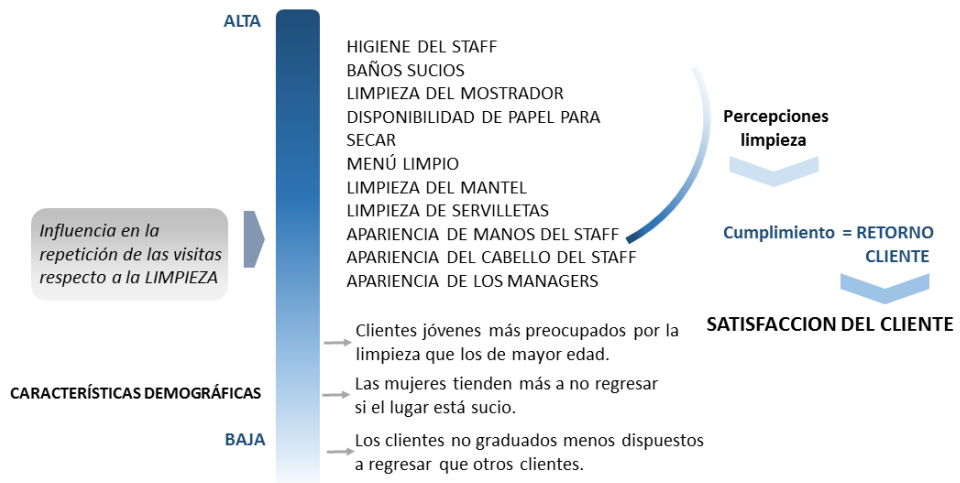 ALTA
HIGIENE DEL STAFF
BAÑOS SUCIOS
LIMPIEZA DEL MOSTRADOR
DISPONIBILIDAD DE PAPEL PARA
SECAR
MENÚ LIMPIO
LIMPIEZA DEL MANTEL
LIMPIEZA DE SERVILLETAS
APARIENCIA DE MANOS DEL STAFF
APARIENCIA DEL CABELLO DEL STAFF
APARIENCIA DE LOS MANAGERS
Percepciones
limpieza
Influencia en la
repetición de las visitas
respecto a la LIMPIEZA
Cumplimiento = RETORNO
CLIENTE
SATISFACCION DEL CLIENTE
Clientes jóvenes más preocupados por la
limpieza que los de mayor edad.
CARACTERÍSTICAS DEMOGRÁFICAS
Las mujeres tienden más a no regresar
si el lugar está sucio.
BAJA
Los clientes no graduados menos dispuestos
a regresar que otros clientes.